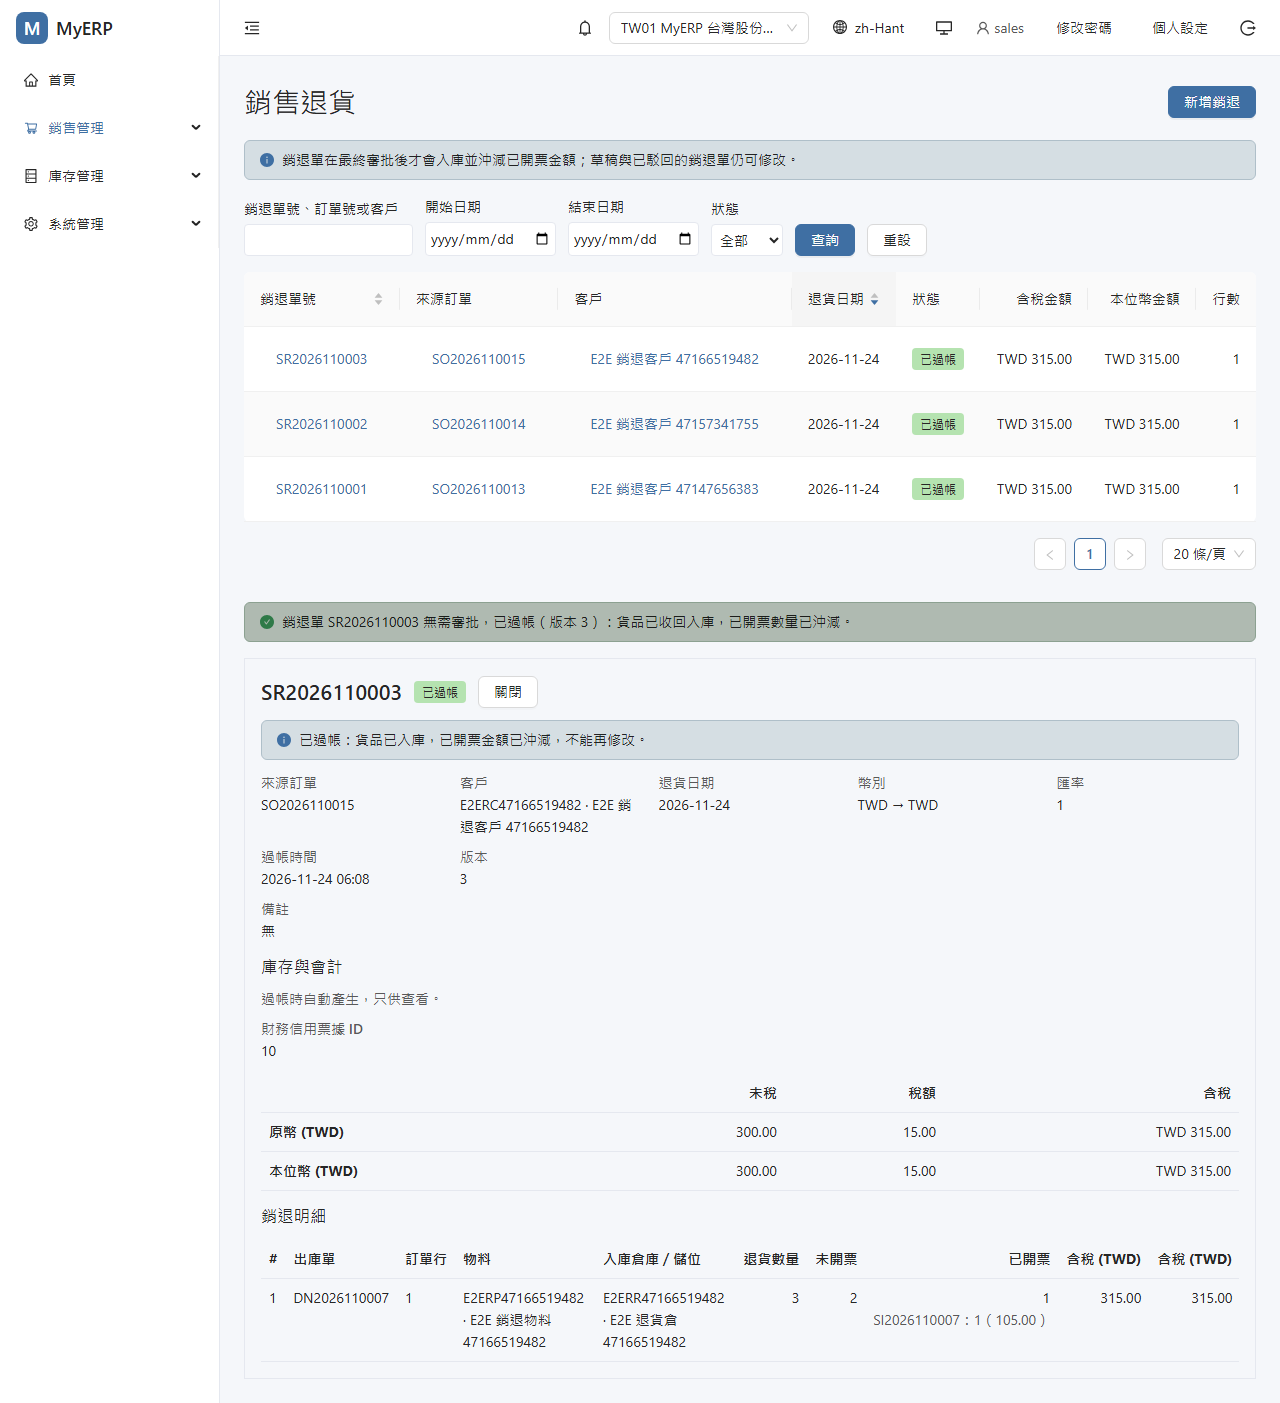 M MyERP
TW01 MyERP 台灣股份... zh-Hant sales 修改密碼 個人設定
首頁
銷售管理
庫存管理
系統管理
銷售退貨
新增銷退
銷退單在最終審批後才會入庫並沖減已開票金額；草稿與已駁回的銷退單仍可修改。
銷退單號、訂單號或客戶 開始日期 結束日期 狀態
yyyy/mm/dd yyyy/mm/dd 全部 查詢 重設
銷退單號 來源訂單 客戶 退貨日期 狀態 含稅金額 本位幣金額 行數
SR2026110003 SO2026110015 E2E 銷退客戶 47166519482 2026-11-24 已過帳 TWD 315.00 TWD 315.00 1
SR2026110002 SO2026110014 E2E 銷退客戶 47157341755 2026-11-24 已過帳 TWD 315.00 TWD 315.00 1
SR2026110001 SO2026110013 E2E 銷退客戶 47147656383 2026-11-24 已過帳 TWD 315.00 TWD 315.00 1
< 1 > 20 條/頁
銷退單 SR2026110003 無需審批，已過帳（版本 3）：貨品已收回入庫，已開票數量已沖減。
SR2026110003 已過帳 關閉
已過帳：貨品已入庫，已開票金額已沖減，不能再修改。
來源訂單 客戶 退貨日期 幣別 匯率
SO2026110015 E2ERC47166519482 · E2E 銷 2026-11-24 TWD → TWD 1
退客戶 47166519482
過帳時間 版本
2026-11-24 06:08 3
備註
無
庫存與會計
過帳時自動產生，只供查看。
財務信用票據 ID
10
未稅 稅額 含稅
原幣 (TWD) 300.00 15.00 TWD 315.00
本位幣 (TWD) 300.00 15.00 TWD 315.00
銷退明細
# 出庫單 訂單行 物料 入庫倉庫 / 儲位 退貨數量 未開票 已開票 含稅 (TWD) 含稅 (TWD)
1 DN2026110007 1 E2ERP47166519482 E2ERR47166519482 3 2 1 315.00 315.00
· E2E 銷退物料 · E2E 退貨倉 SI2026110007：1（105.00）
47166519482 47166519482